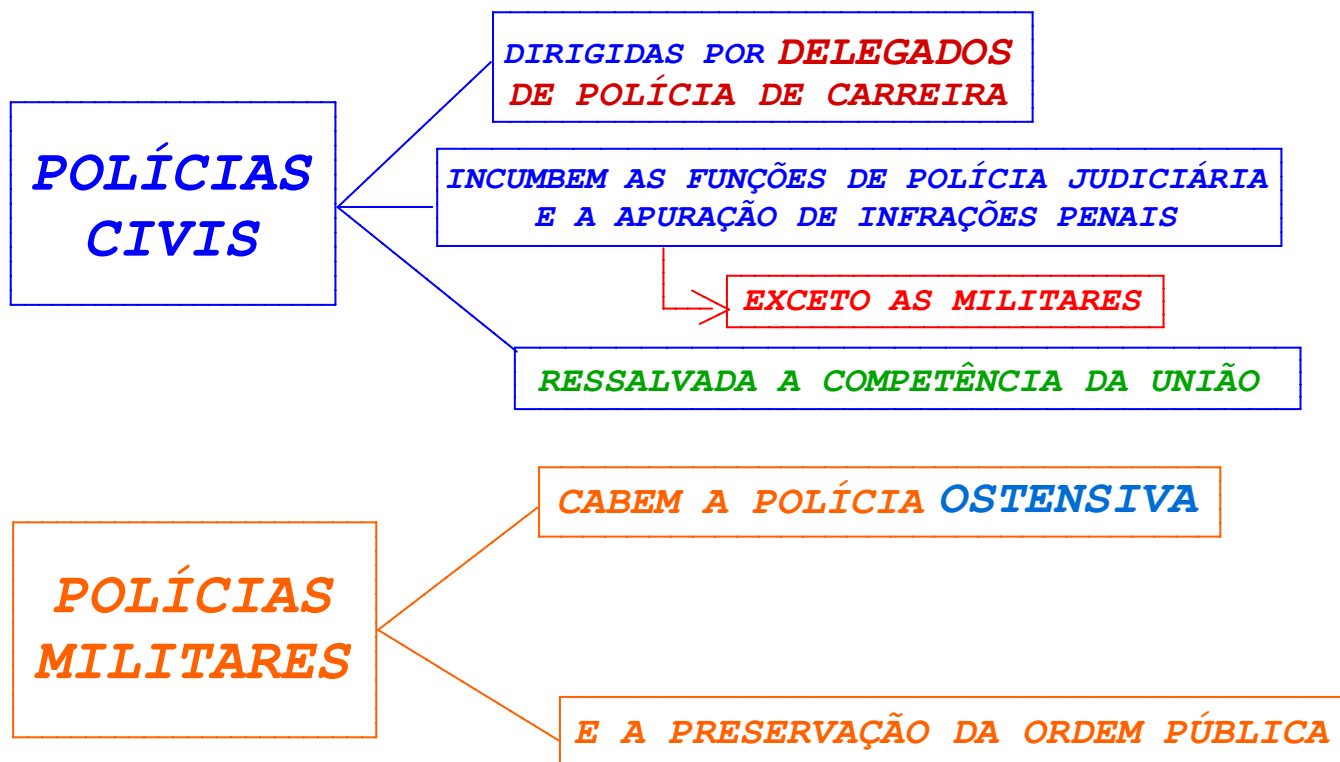 POLÍCIAS
CIVIS
DIRIGIDAS POR DELEGADOS
DE POLÍCIA DE CARREIRA
INCUMBEM AS FUNÇÕES DE POLÍCIA JUDICIÁRIA
E A APURAÇÃO DE INFRAÇÕES PENAIS
EXCETO AS MILITARES
RESSALVADA A COMPETÊNCIA DA UNIÃO
POLÍCIAS
MILITARES
CABEM A POLÍCIA OSTENSIVA
E A PRESERVAÇÃO DA ORDEM PÚBLICA